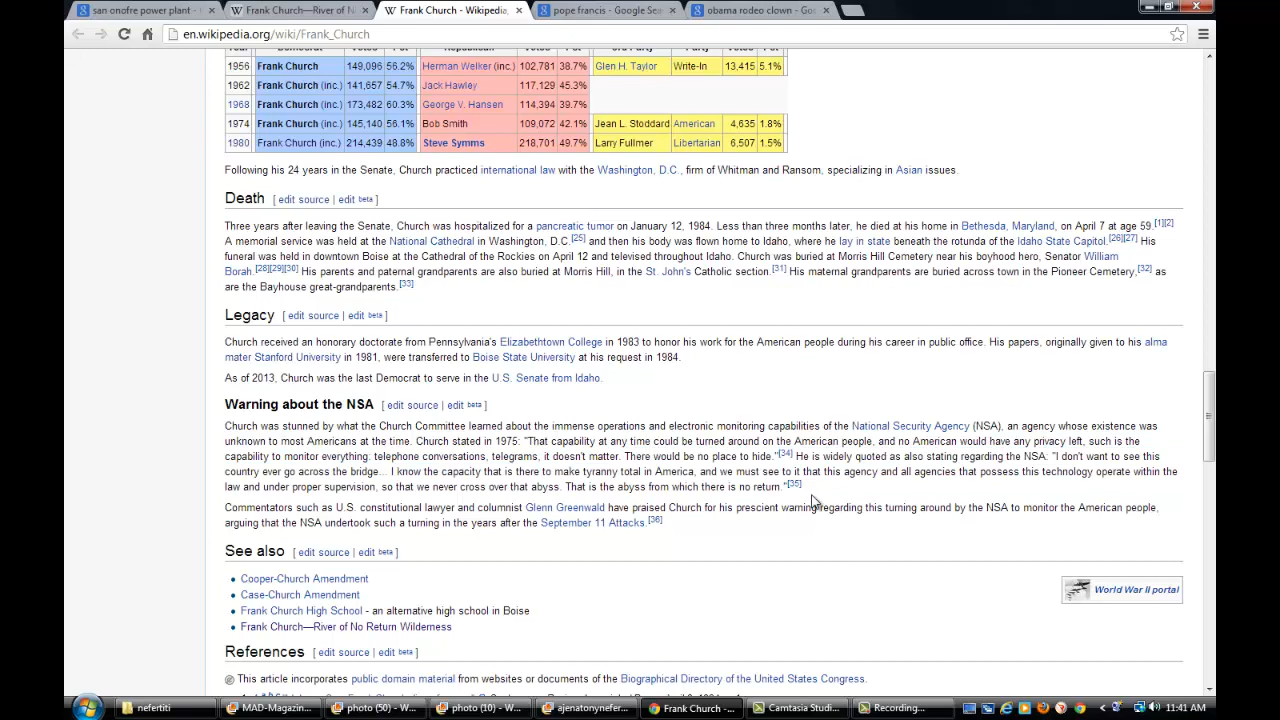 san onofre power plant -
Frank Church—River of N
Frank Church - Wikipedia,
pope francis - Google Se
obama rodeo clown - Go
en.wikipedia.org/wiki/Frank_Church
1956 Frank Church 149,096 56.2% Herman Welker (inc.) 102,781 38.7% Glen H. Taylor Write-In 13,415 5.1%
1962 Frank Church (inc.) 141,657 54.7% Jack Hawley 117,129 45.3%
1968 Frank Church (inc.) 173,482 60.3% George V. Hansen 114,394 39.7%
1974 Frank Church (inc.) 145,140 56.1% Bob Smith 109,072 42.1% Jean L. Stoddard American 4,635 1.8%
1980 Frank Church (inc.) 214,439 48.8% Steve Symms 218,701 49.7% Larry Fullmer Libertarian 6,507 1.5%
Following his 24 years in the Senate, Church practiced international law with the Washington, D.C., firm of Whitman and Ransom, specializing in Asian issues.
Death [ edit source | edit beta ]
Three years after leaving the Senate, Church was hospitalized for a pancreatic tumor on January 12, 1984. Less than three months later, he died at his home in Bethesda, Maryland, on April 7 at age 59.[1][2]
A memorial service was held at the National Cathedral in Washington, D.C.[25] and then his body was flown home to Idaho, where he lay in state beneath the rotunda of the Idaho State Capitol.[26][27] His
funeral was held in downtown Boise at the Cathedral of the Rockies on April 12 and televised throughout Idaho. Church was buried at Morris Hill Cemetery near his boyhood hero, Senator William
Borah.[28][29][30] His parents and paternal grandparents are also buried at Morris Hill, in the St. John's Catholic section.[31] His maternal grandparents are buried across town in the Pioneer Cemetery,[32] as
are the Bayhouse great-grandparents.[33]
Legacy [ edit source | edit beta ]
Church received an honorary doctorate from Pennsylvania's Elizabethtown College in 1983 to honor his work for the American people during his career in public office. His papers, originally given to his alma
mater Stanford University in 1981, were transferred to Boise State University at his request in 1984.
As of 2013, Church was the last Democrat to serve in the U.S. Senate from Idaho.
Warning about the NSA [ edit source | edit beta ]
Church was stunned by what the Church Committee learned about the immense operations and electronic monitoring capabilities of the National Security Agency (NSA), an agency whose existence was
unknown to most Americans at the time. Church stated in 1975: "That capability at any time could be turned around on the American people, and no American would have any privacy left, such is the
capability to monitor everything: telephone conversations, telegrams, it doesn't matter. There would be no place to hide."[34] He is widely quoted as also stating regarding the NSA: "I don't want to see this
country ever go across the bridge... I know the capacity that is there to make tyranny total in America, and we must see to it that this agency and all agencies that possess this technology operate within the
law and under proper supervision, so that we never cross over that abyss. That is the abyss from which there is no return."[35]
Commentators such as U.S. constitutional lawyer and columnist Glenn Greenwald have praised Church for his prescient warning regarding this turning around by the NSA to monitor the American people,
arguing that the NSA undertook such a turning in the years after the September 11 Attacks.[36]
See also [ edit source | edit beta ]
Cooper-Church Amendment
Case-Church Amendment
Frank Church High School - an alternative high school in Boise
Frank Church—River of No Return Wilderness
World War II portal
References [ edit source | edit beta ]
This article incorporates public domain material from websites or documents of the Biographical Directory of the United States Congress.
nefertiti
MAD-Magazin...
photo (50) - W...
photo (10) - W...
ajenatonynefer...
Frank Church -...
Camtasia Studi...
Recording...
11:41 AM